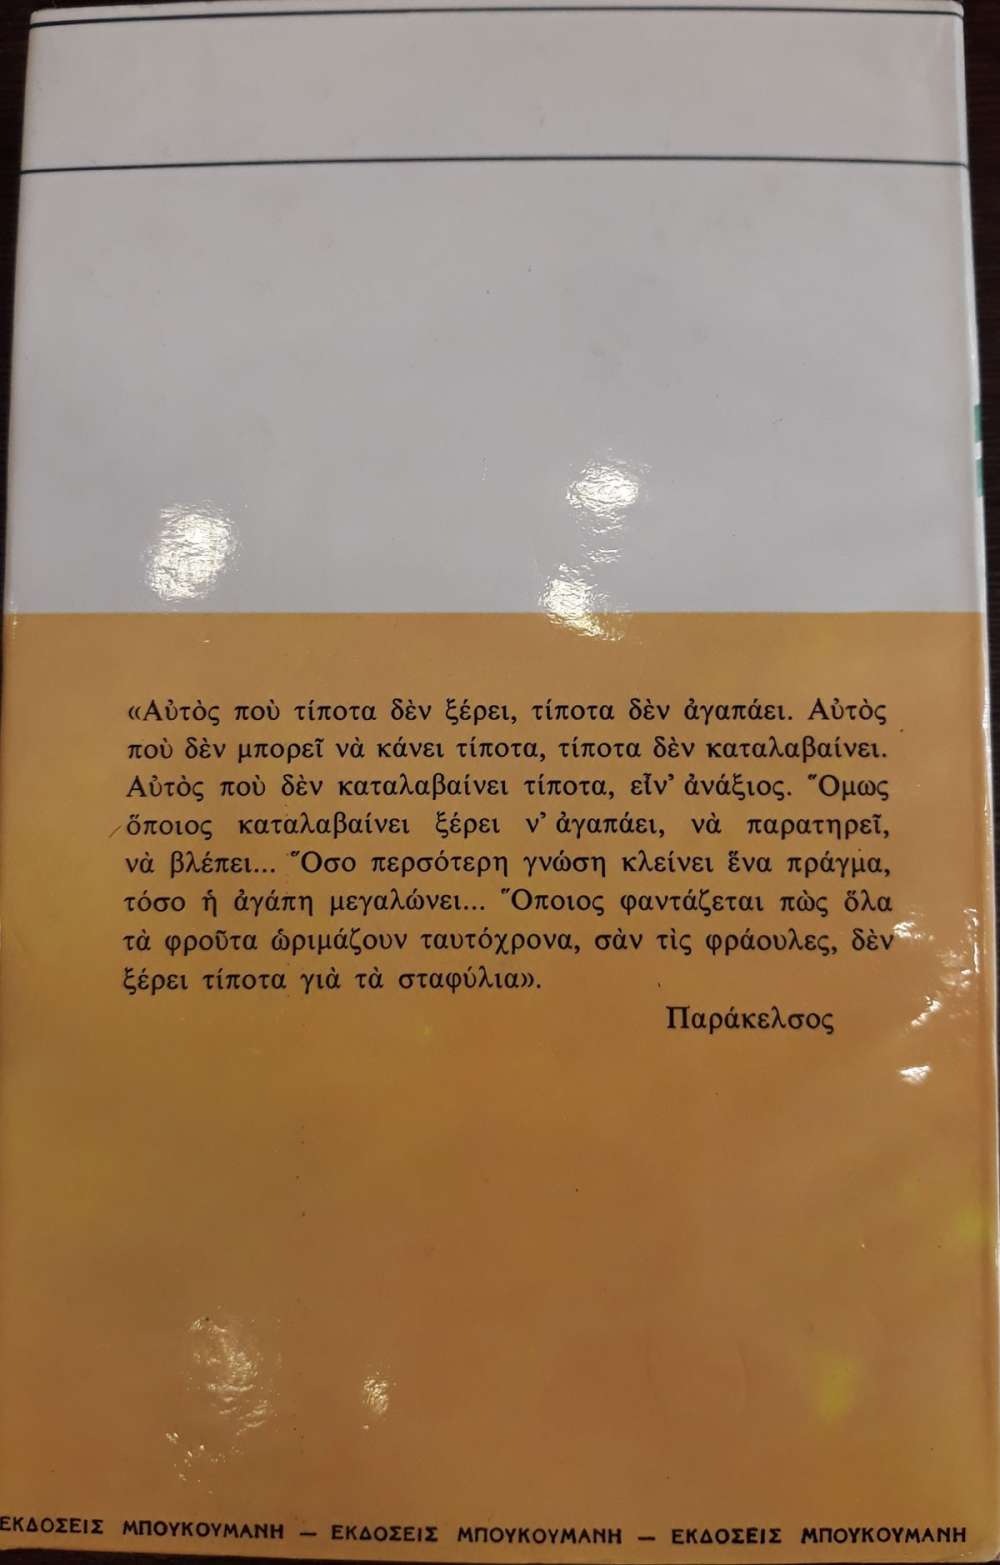 «Αὐτὸς ποὺ τίποτα δὲν ξέρει, τίποτα δὲν ἀγαπάει. Αὐτὸς
ποὺ δὲν μπορεῖ νὰ κάνει τίποτα, τίποτα δὲν καταλαβαίνει.
Αὐτὸς ποὺ δὲν καταλαβαίνει τίποτα, εἶν’ ἀνάξιος. Ὅμως
ὅποιος καταλαβαίνει ξέρει ν’ ἀγαπάει, νὰ παρατηρεῖ,
νὰ βλέπει... Ὅσο περσότερη γνώση κλείνει ἕνα πράγμα,
τόσο ἡ ἀγάπη μεγαλώνει... Ὅποιος φαντάζεται πὼς ὅλα
τὰ φροῦτα ὡριμάζουν ταυτόχρονα, σὰν τὶς φράουλες, δὲν
ξέρει τίποτα γιὰ τὰ σταφύλια».
Παράκελσος
ΕΚΔΟΣΕΙΣ ΜΠΟΥΚΟΥΜΑΝΗ — ΕΚΔΟΣΕΙΣ ΜΠΟΥΚΟΥΜΑΝΗ — ΕΚΔΟΣΕΙΣ ΜΠΟΥΚΟΥΜΑΝΗ